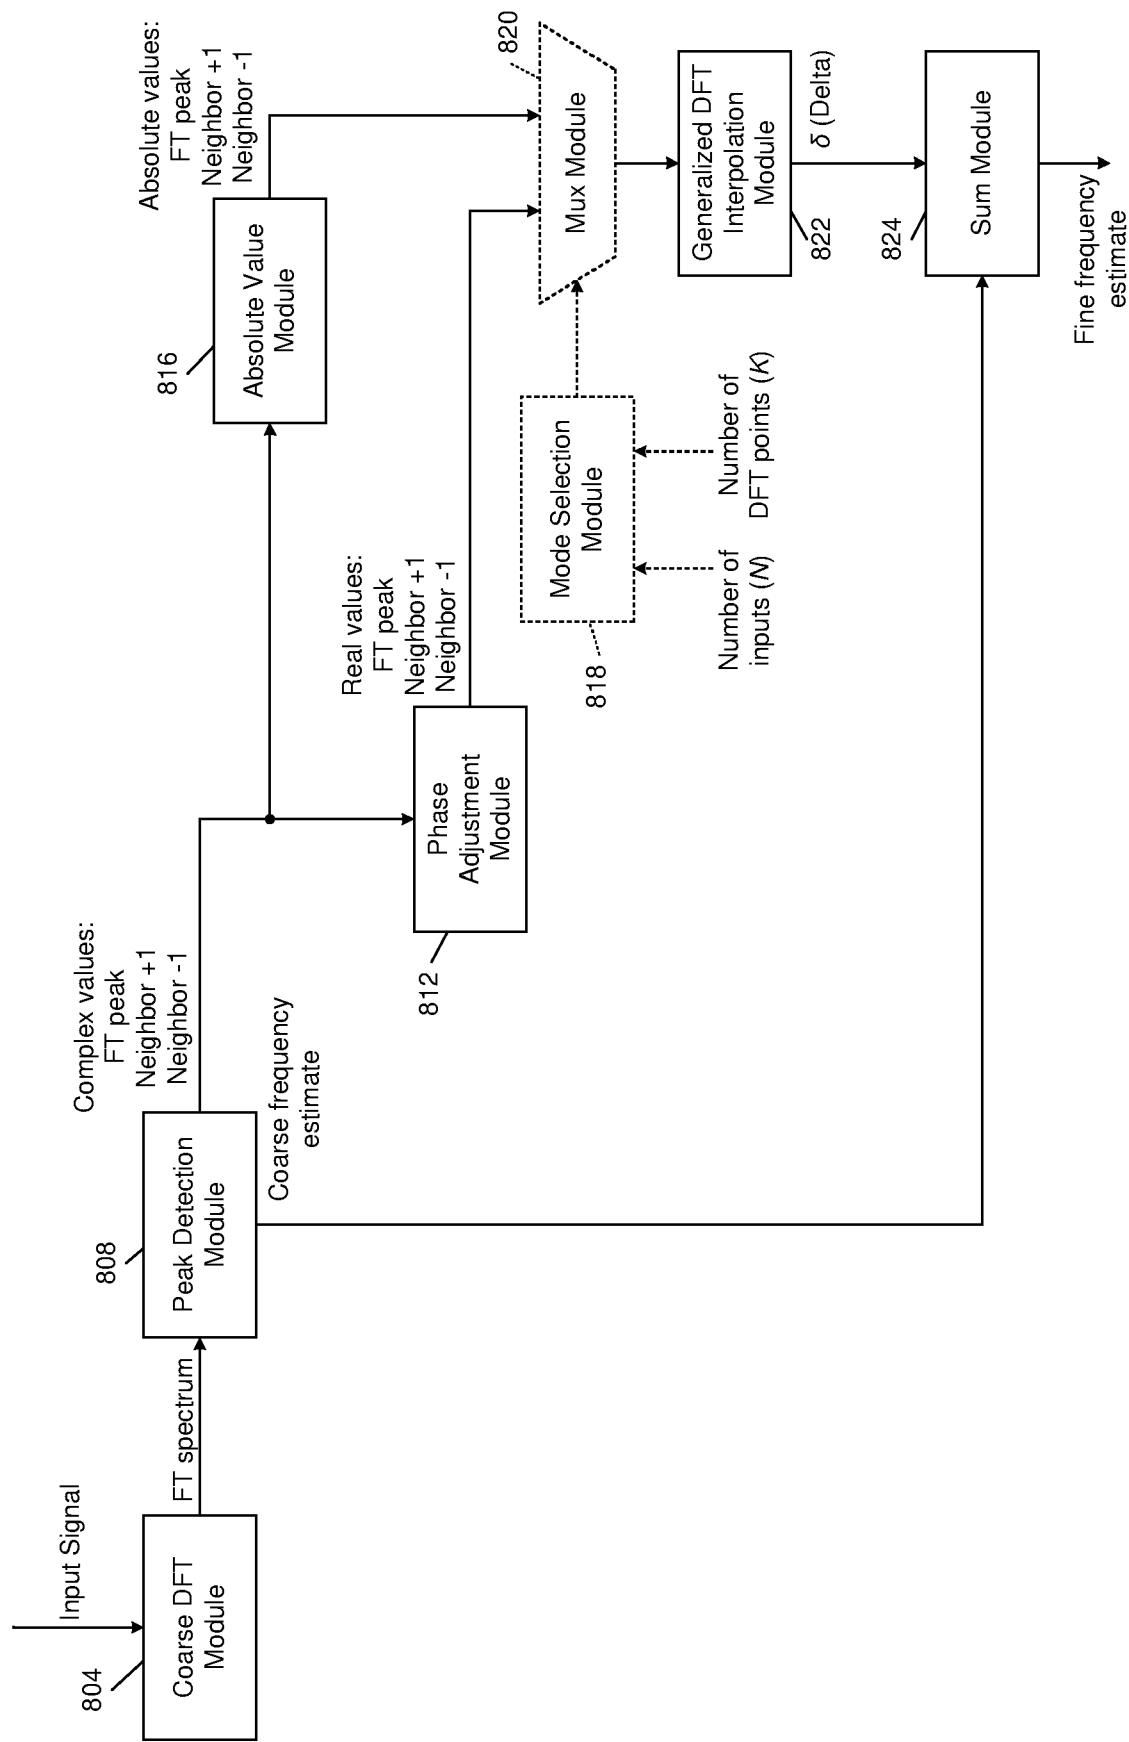 Input Signal
804
Coarse DFT
Module
FT spectrum
808
Peak Detection
Module
Complex values:
FT peak
Neighbor +1
Neighbor -1
Coarse frequency
estimate
812
Phase
Adjustment
Module
Real values:
FT peak
Neighbor +1
Neighbor -1
816
Absolute Value
Module
Absolute values:
FT peak
Neighbor +1
Neighbor -1
818
Mode Selection
Module
Number of
inputs (N)
Number of
DFT points (K)
820
Mux Module
Generalized DFT
Interpolation
Module
822
δ (Delta)
824
Sum Module
Fine frequency
estimate